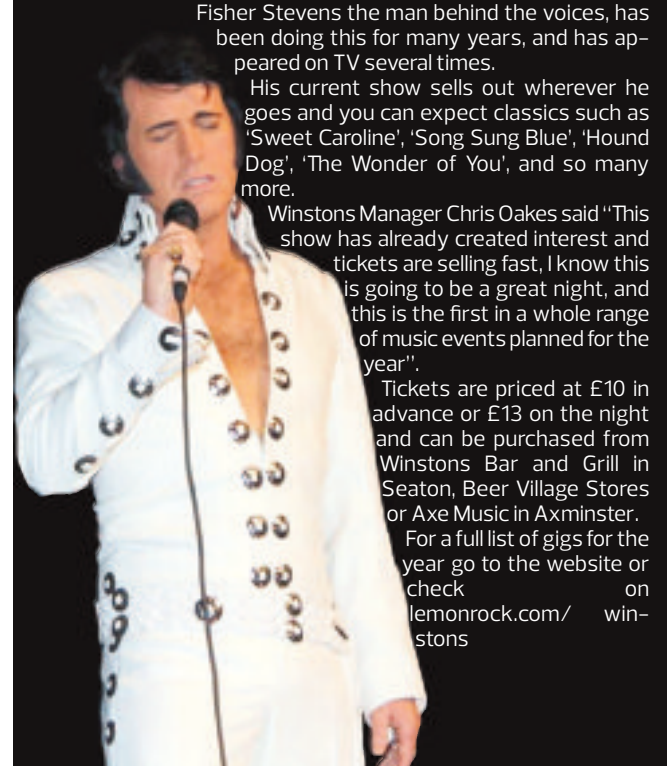 Fisher Stevens the man behind the voices, has
been doing this for many years, and has ap-
peared on TV several times.
His current show sells out wherever he
goes and you can expect classics such as
‘Sweet Caroline’, ‘Song Sung Blue’, ‘Hound
Dog’, ‘The Wonder of You’, and so many
more.
Winstons Manager Chris Oakes said “This
show has already created interest and
tickets are selling fast, I know this
is going to be a great night, and
this is the first in a whole range
of music events planned for the
year”.
Tickets are priced at £10 in
advance or £13 on the night
and can be purchased from
Winstons Bar and Grill in
Seaton, Beer Village Stores
or Axe Music in Axminster.
For a full list of gigs for the
year go to the website or
check on
lemonrock.com/ win-
stons